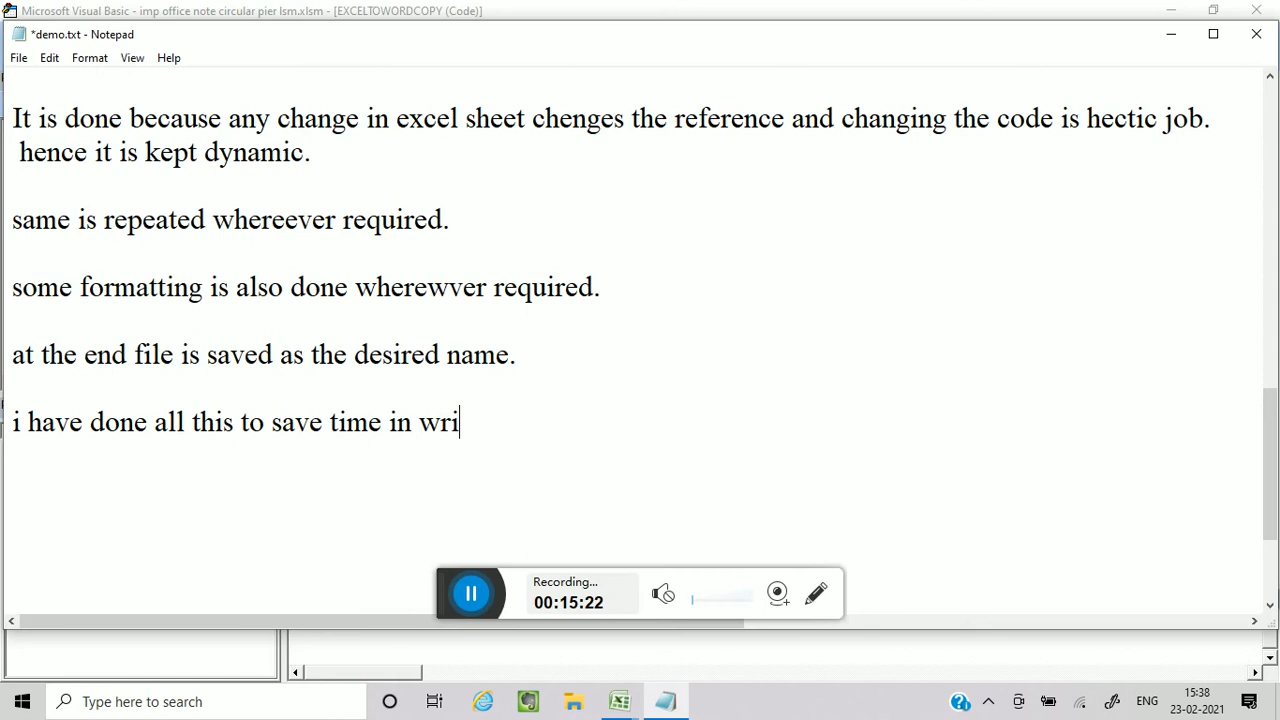 Microsoft Visual Basic - imp office note circular pier lsm.xlsm - [EXCELTOWORDCOPY (Code)]
*demo.txt - Notepad
File Edit Format View Help
It is done because any change in excel sheet chenges the reference and changing the code is hectic job.
hence it is kept dynamic.
same is repeated whereever required.
some formatting is also done wherewver required.
at the end file is saved as the desired name.
i have done all this to save time in wri
Recording...
00:15:22
Type here to search
ENG
15:38
23-02-2021